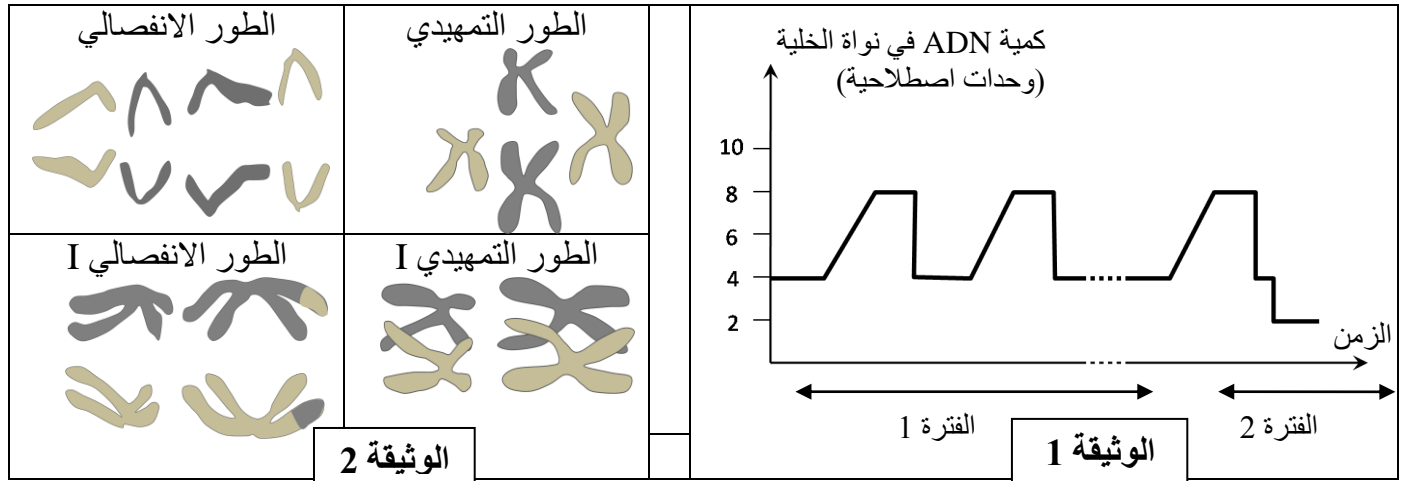 كمية ADN في نواة الخلية
(وحدات اصطلاحية)
10
8
6
4
2
الزمن
الفترة 1
الفترة 2
الوثيقة 1
الطور التمهيدي
الطور الانفصالي
الطور التمهيدي I
الطور الانفصالي I
الوثيقة 2